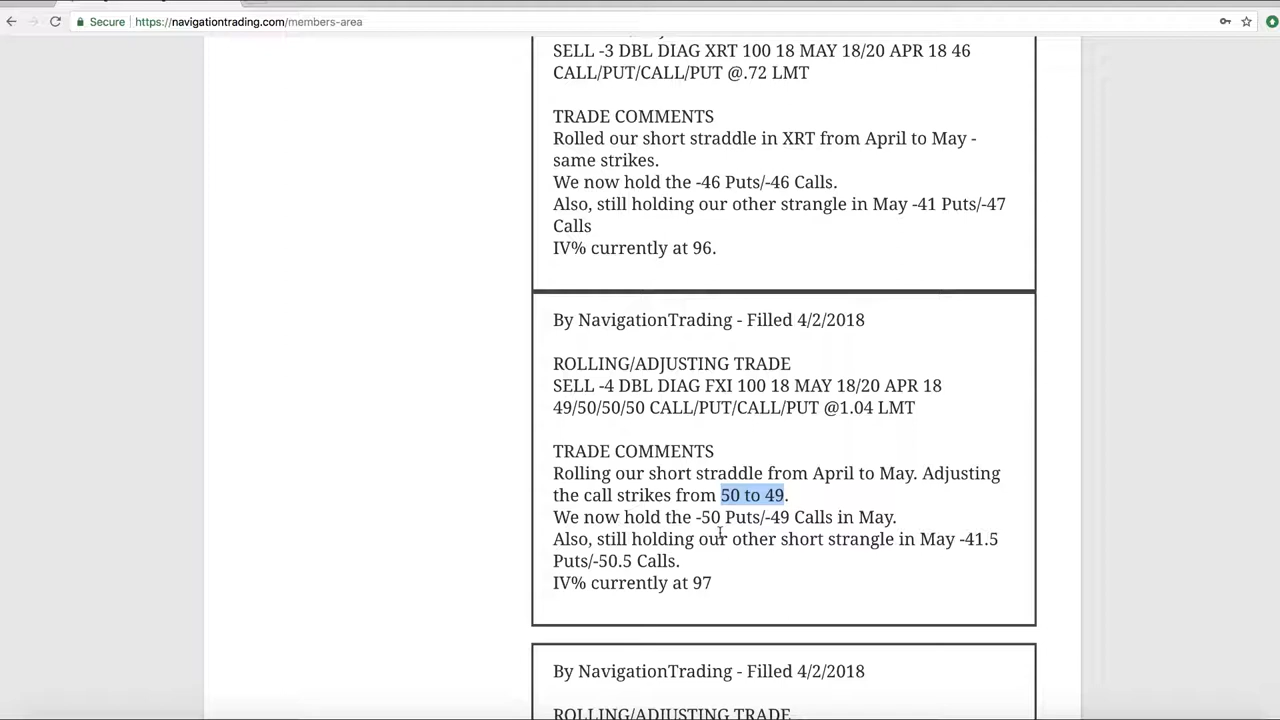 Secure
https://navigationtrading.com/members-area
SELL -3 DBL DIAG XRT 100 18 MAY 18/20 APR 18 46
CALL/PUT/CALL/PUT @.72 LMT
TRADE COMMENTS
Rolled our short straddle in XRT from April to May -
same strikes.
We now hold the -46 Puts/-46 Calls.
Also, still holding our other strangle in May -41 Puts/-47
Calls
IV% currently at 96.
By NavigationTrading - Filled 4/2/2018
ROLLING/ADJUSTING TRADE
SELL -4 DBL DIAG FXI 100 18 MAY 18/20 APR 18
49/50/50/50 CALL/PUT/CALL/PUT @1.04 LMT
TRADE COMMENTS
Rolling our short straddle from April to May. Adjusting
the call strikes from 50 to 49.
We now hold the -50 Puts/-49 Calls in May.
Also, still holding our other short strangle in May -41.5
Puts/-50.5 Calls.
IV% currently at 97
By NavigationTrading - Filled 4/2/2018
ROLLING/ADJUSTING TRADE